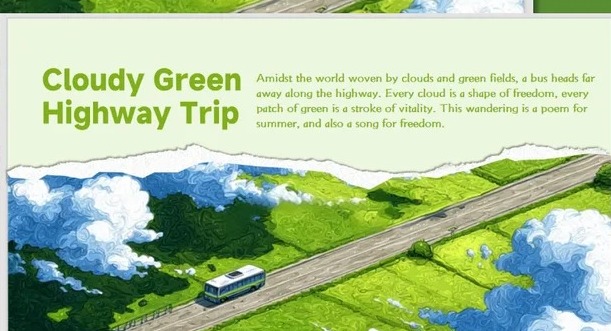 Cloudy Green
Highway Trip
Amidst the world woven by clouds and green fields, a bus heads far
away along the highway. Every cloud is a shape of freedom, every
patch of green is a stroke of vitality. This wandering is a poem for
summer, and also a song for freedom.